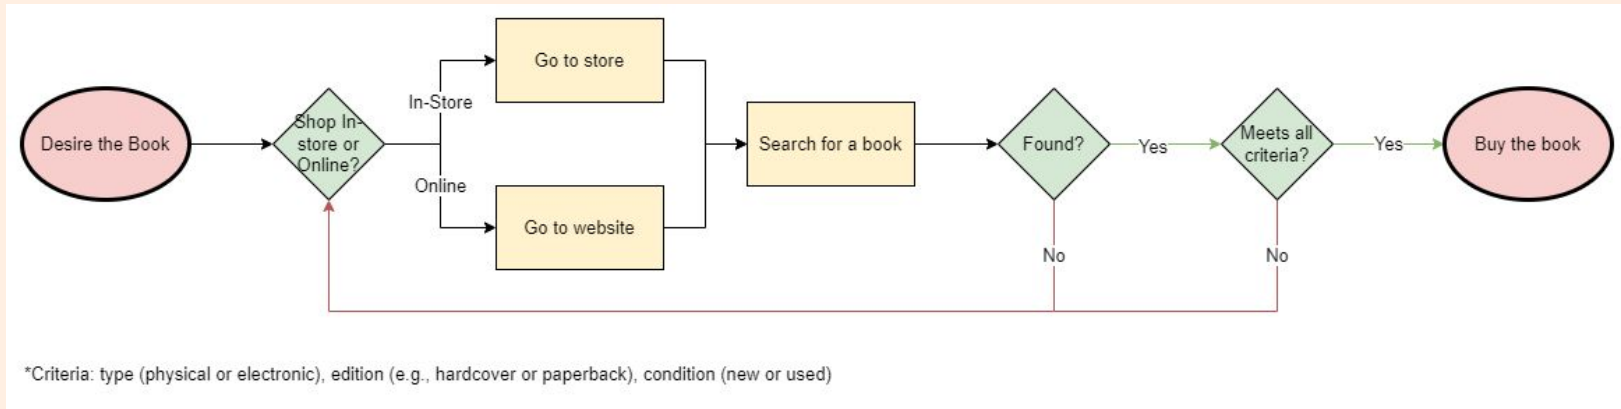 Desire the Book
Shop In-
store or
Online?
In-Store
Online
Go to store
Go to website
Search for a book
Found?
Yes
No
Meets all
criteria?
Yes
No
Buy the book
*Criteria: type (physical or electronic), edition (e.g., hardcover or paperback), condition (new or used)